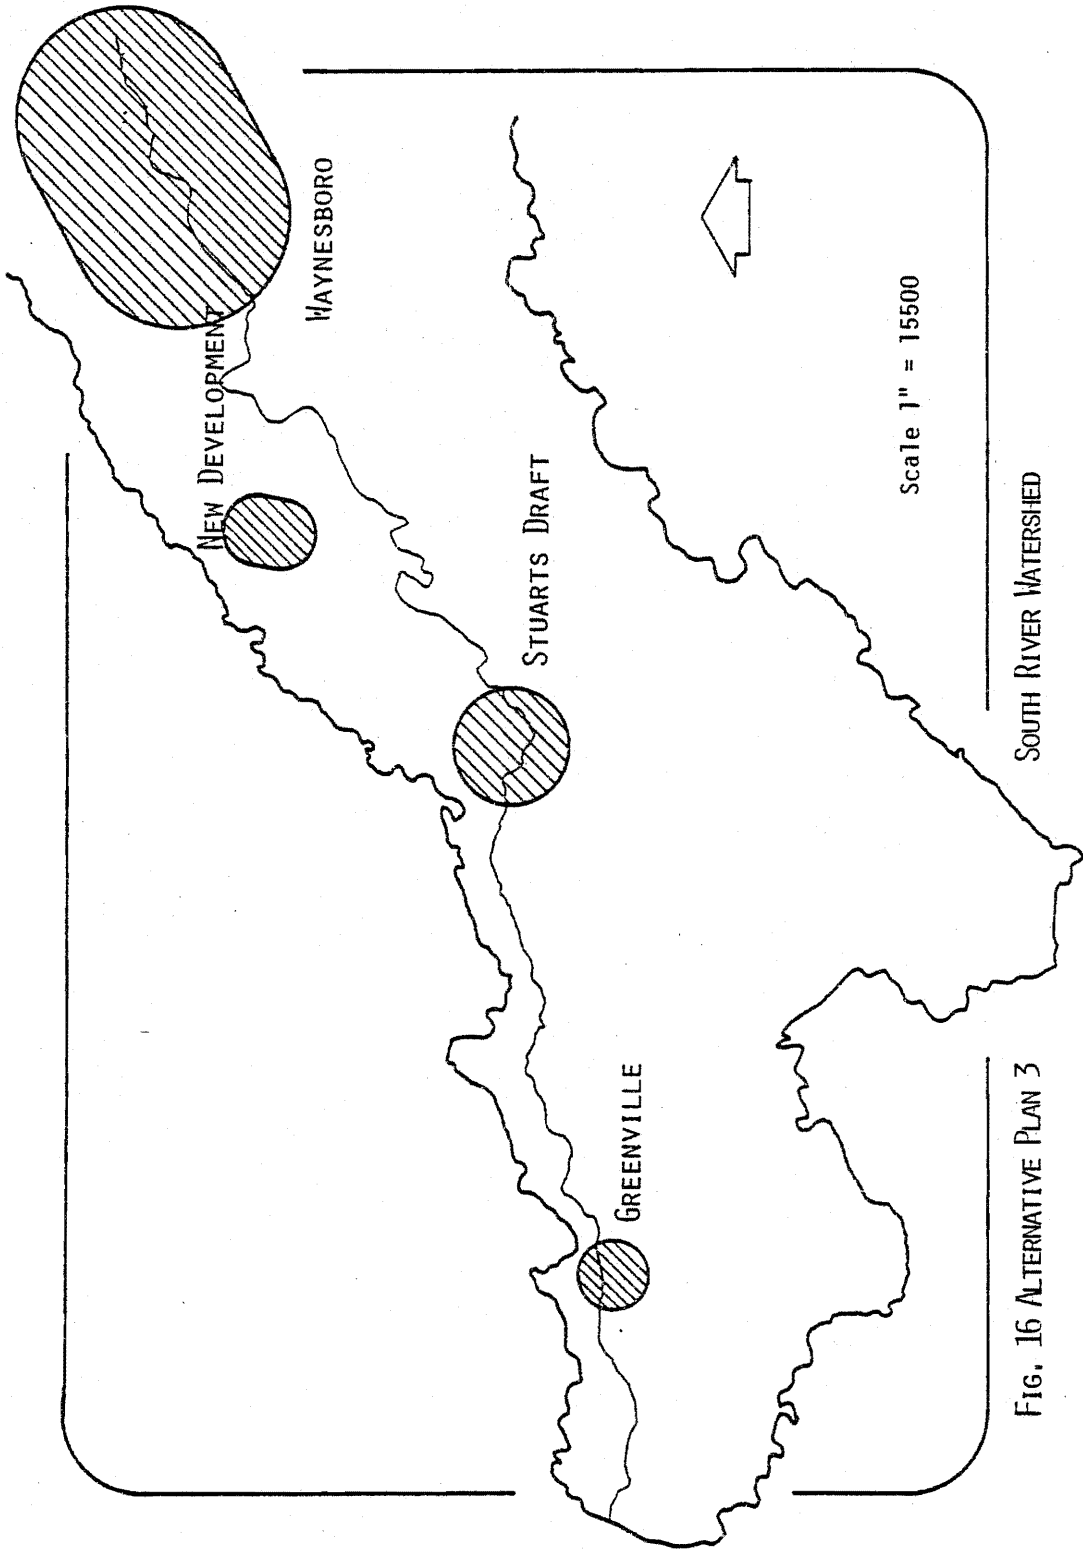 WAYNESBORO
NEW DEVELOPMENT
STUARTS DRAFT
GREENVILLE
Scale 1" = 15500
FIG. 16 ALTERNATIVE PLAN 3
SOUTH RIVER WATERSHED